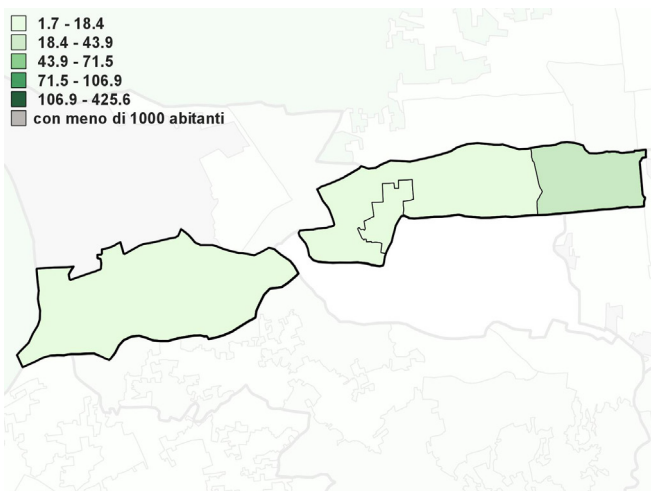 1.7 - 18.4
18.4 - 43.9
43.9 - 71.5
71.5 - 106.9
106.9 - 425.6
con meno di 1000 abitanti